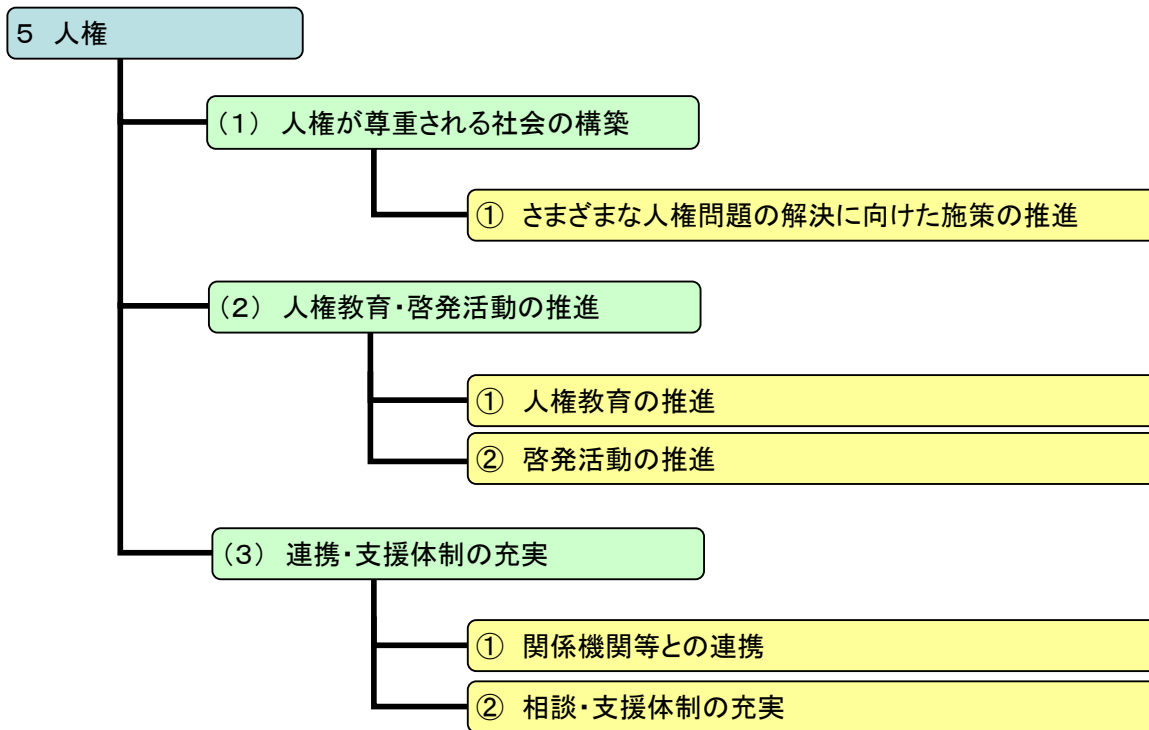 ５ 人権
（１） 人権が尊重される社会の構築
① さまざまな人権問題の解決に向けた施策の推進
（２） 人権教育・啓発活動の推進
① 人権教育の推進
② 啓発活動の推進
（３） 連携・支援体制の充実
① 関係機関等との連携
② 相談・支援体制の充実